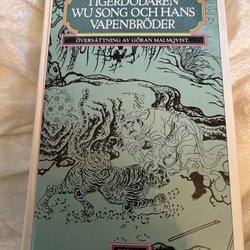 TIGERDÖDAREN
WU SONG OCH HANS
VAPENBRÖDER
ÖVERSÄTTNING AV GÖRAN MALMQVIST.